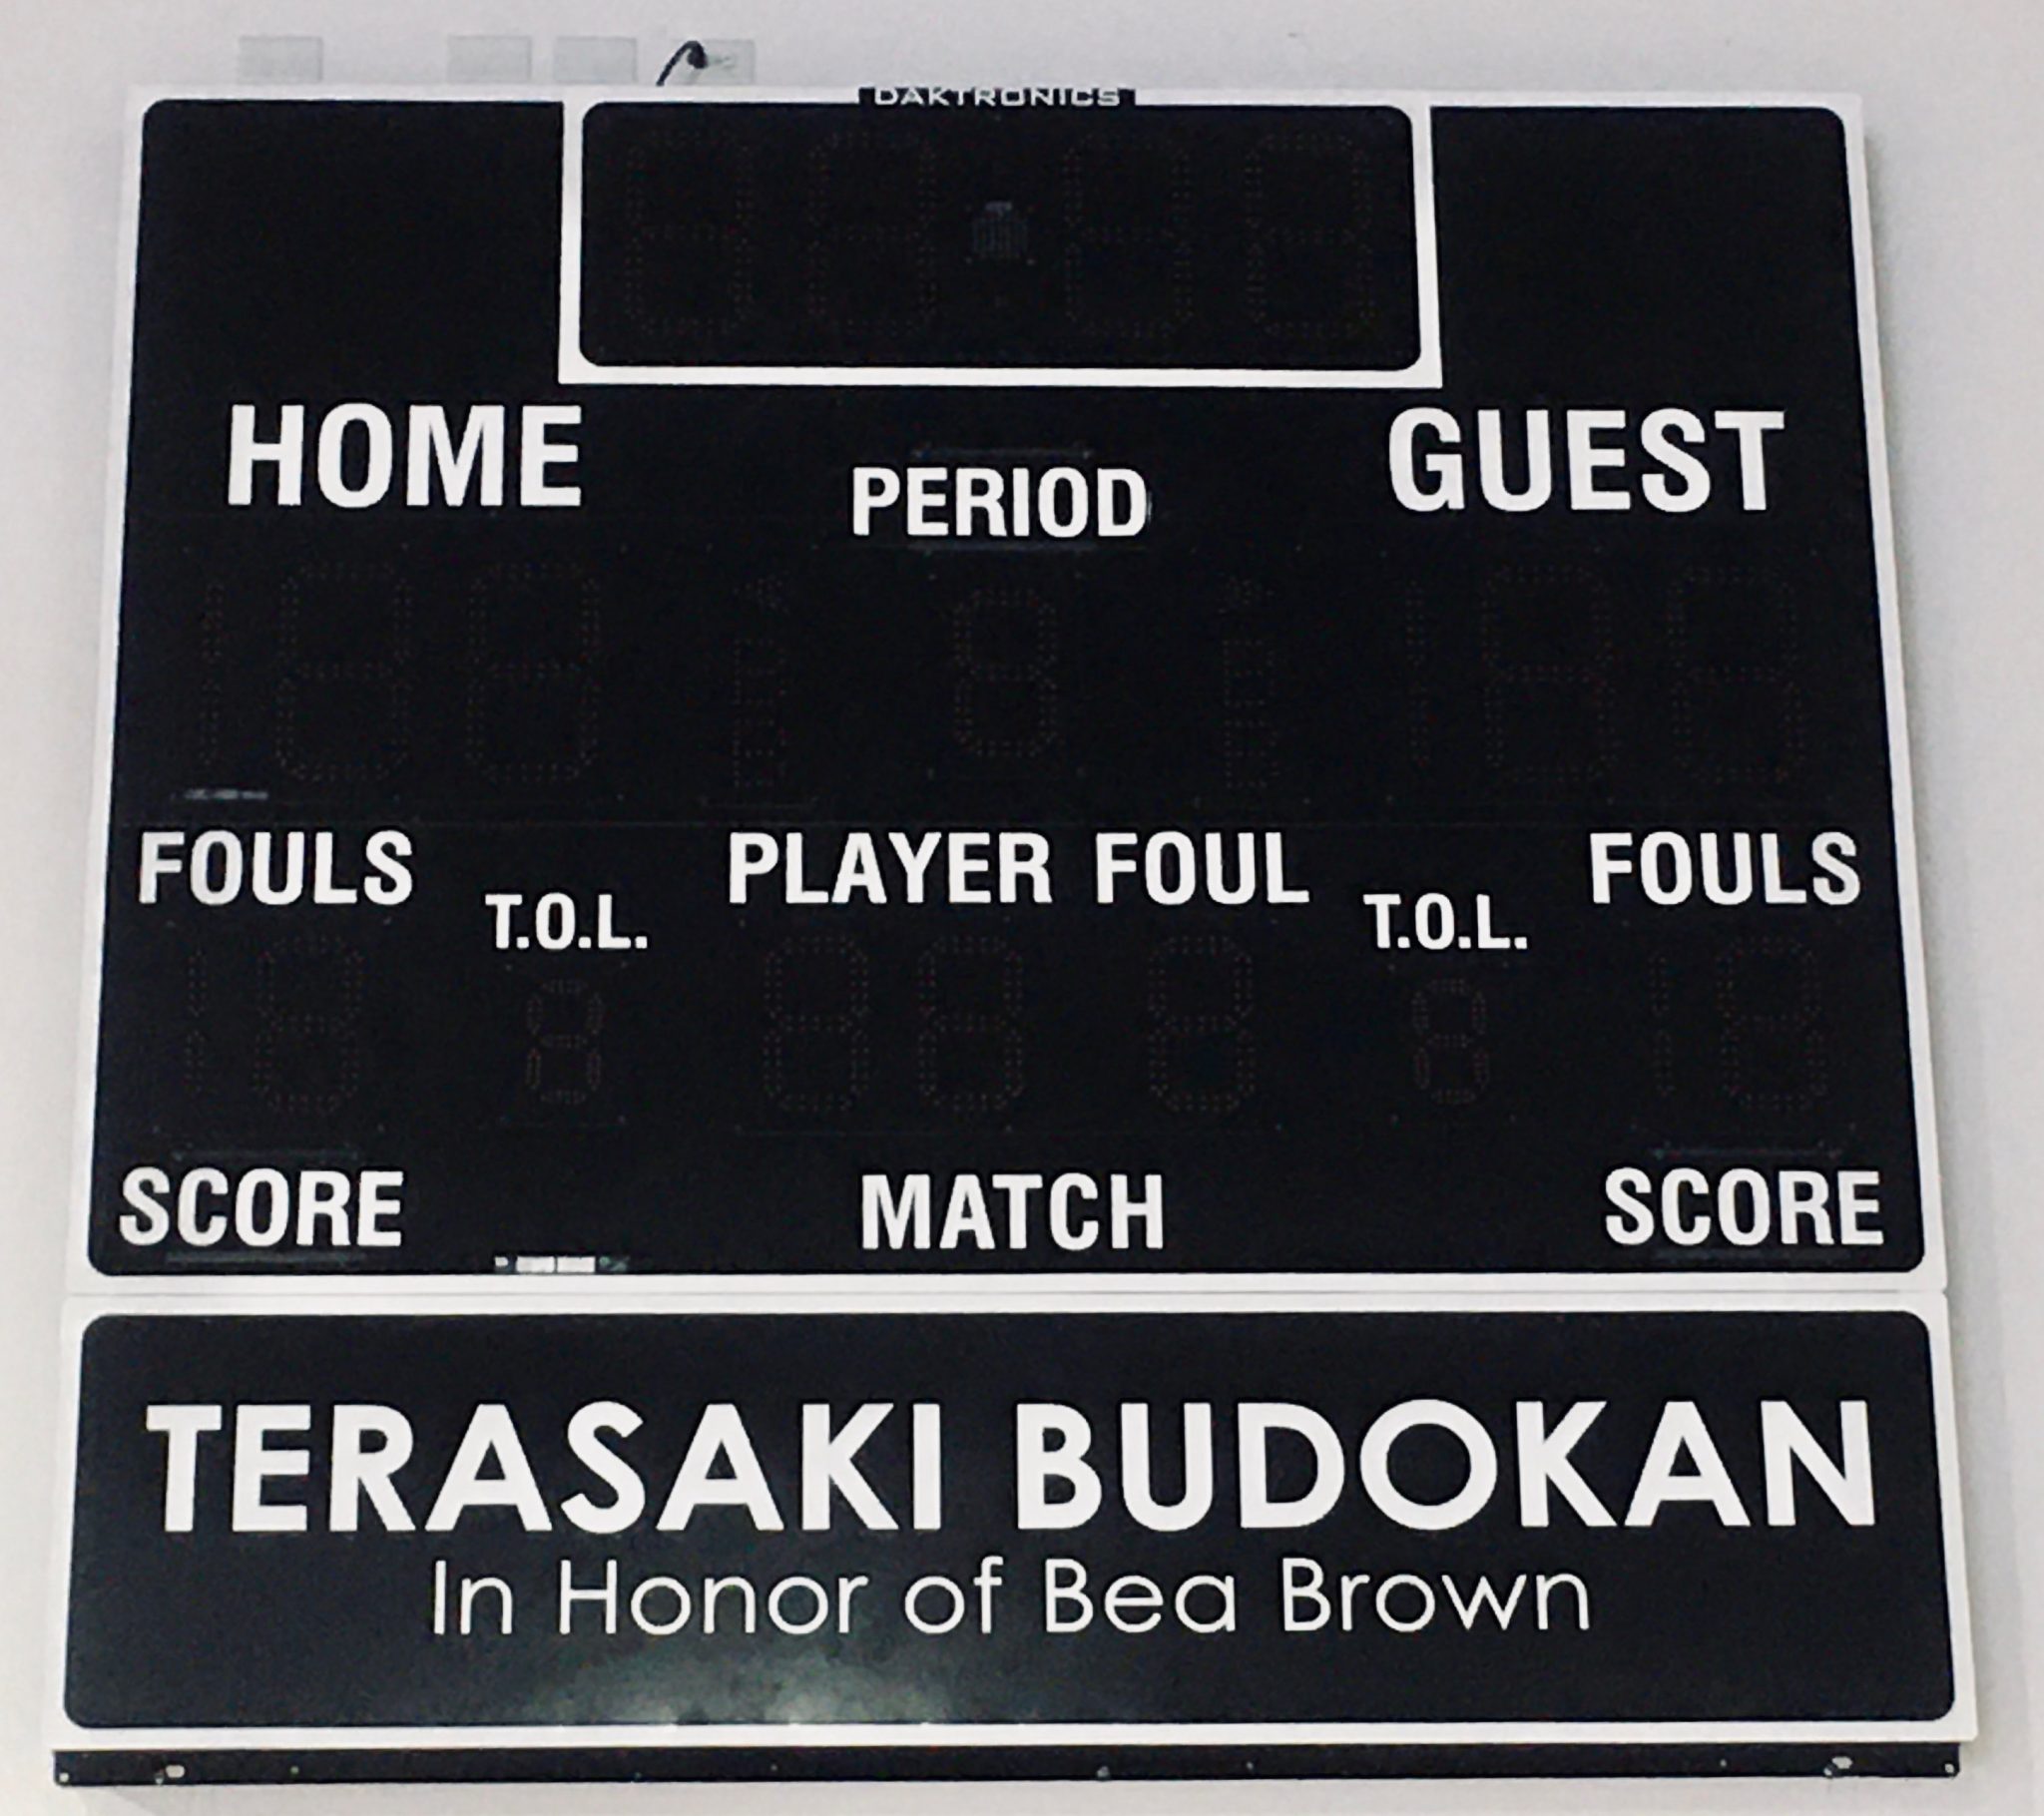 DAKTRONICS
HOME GUEST
PERIOD
FOULS PLAYER FOUL FOULS
T.O.L. T.O.L.
SCORE MATCH SCORE
TERASAKI BUDOKAN
In Honor of Bea Brown